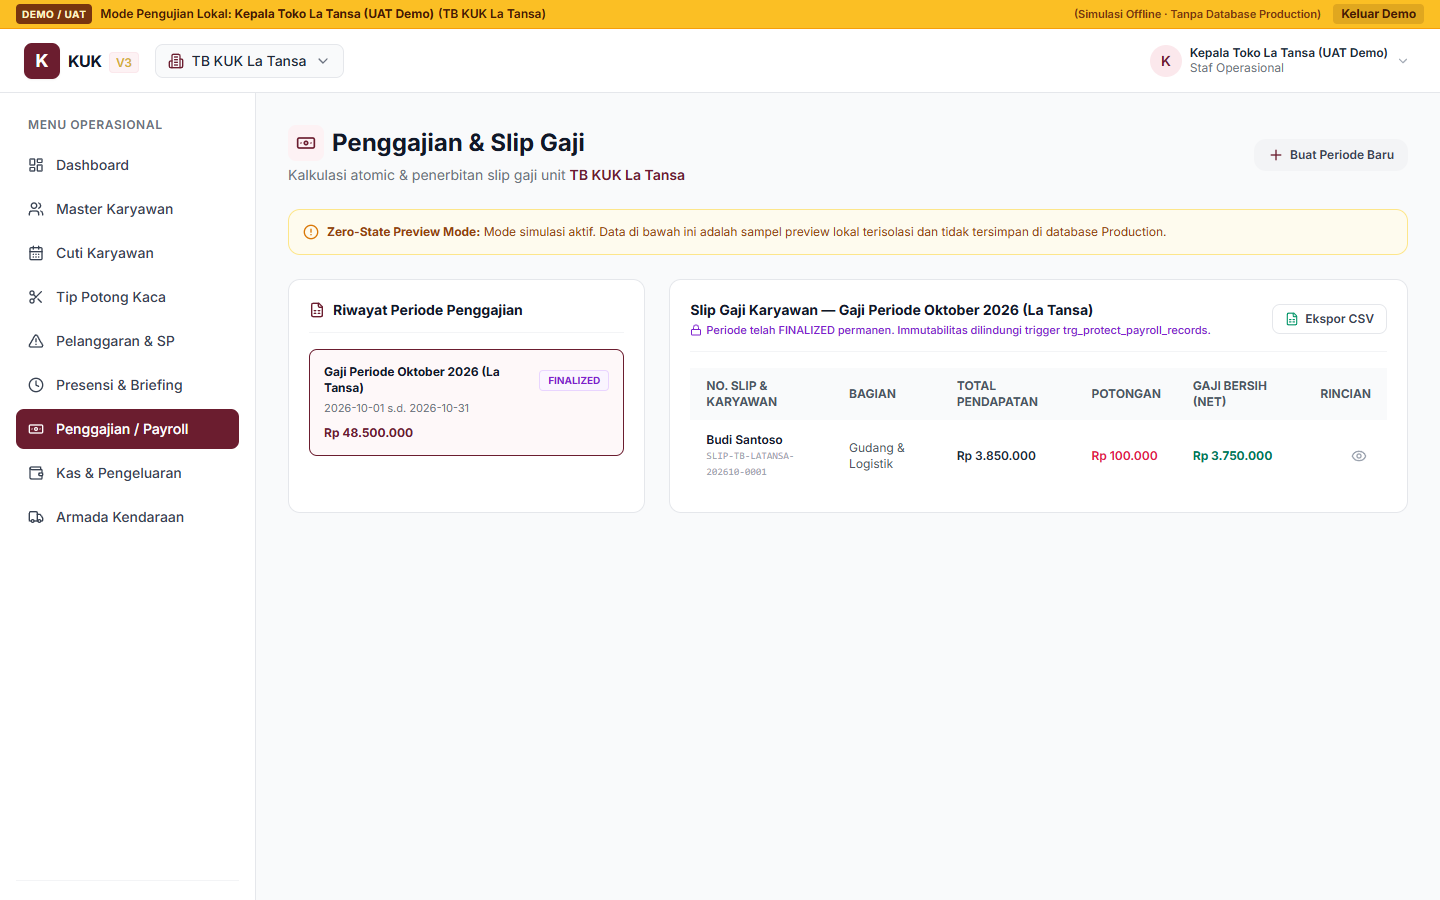 DEMO / UAT Mode Pengujian Lokal: Kepala Toko La Tansa (UAT Demo) (TB KUK La Tansa) (Simulasi Offline · Tanpa Database Production) Keluar Demo
K KUK V3 TB KUK La Tansa
K Kepala Toko La Tansa (UAT Demo)
Staf Operasional
MENU OPERASIONAL
Dashboard
Master Karyawan
Cuti Karyawan
Tip Potong Kaca
Pelanggaran & SP
Presensi & Briefing
Penggajian / Payroll
Kas & Pengeluaran
Armada Kendaraan
Penggajian & Slip Gaji
Kalkulasi atomic & penerbitan slip gaji unit TB KUK La Tansa
Buat Periode Baru
Zero-State Preview Mode: Mode simulasi aktif. Data di bawah ini adalah sampel preview lokal terisolasi dan tidak tersimpan di database Production.
Riwayat Periode Penggajian
Gaji Periode Oktober 2026 (La
Tansa)
FINALIZED
2026-10-01 s.d. 2026-10-31
Rp 48.500.000
Slip Gaji Karyawan — Gaji Periode Oktober 2026 (La Tansa)
Periode telah FINALIZED permanen. Immutabilitas dilindungi trigger trg_protect_payroll_records.
Ekspor CSV
NO. SLIP &
KARYAWAN
BAGIAN
TOTAL
PENDAPATAN
POTONGAN
GAJI BERSIH
(NET)
RINCIAN
Budi Santoso
SLIP-TB-LATANSA-
202610-0001
Gudang &
Logistik
Rp 3.850.000
Rp 100.000
Rp 3.750.000